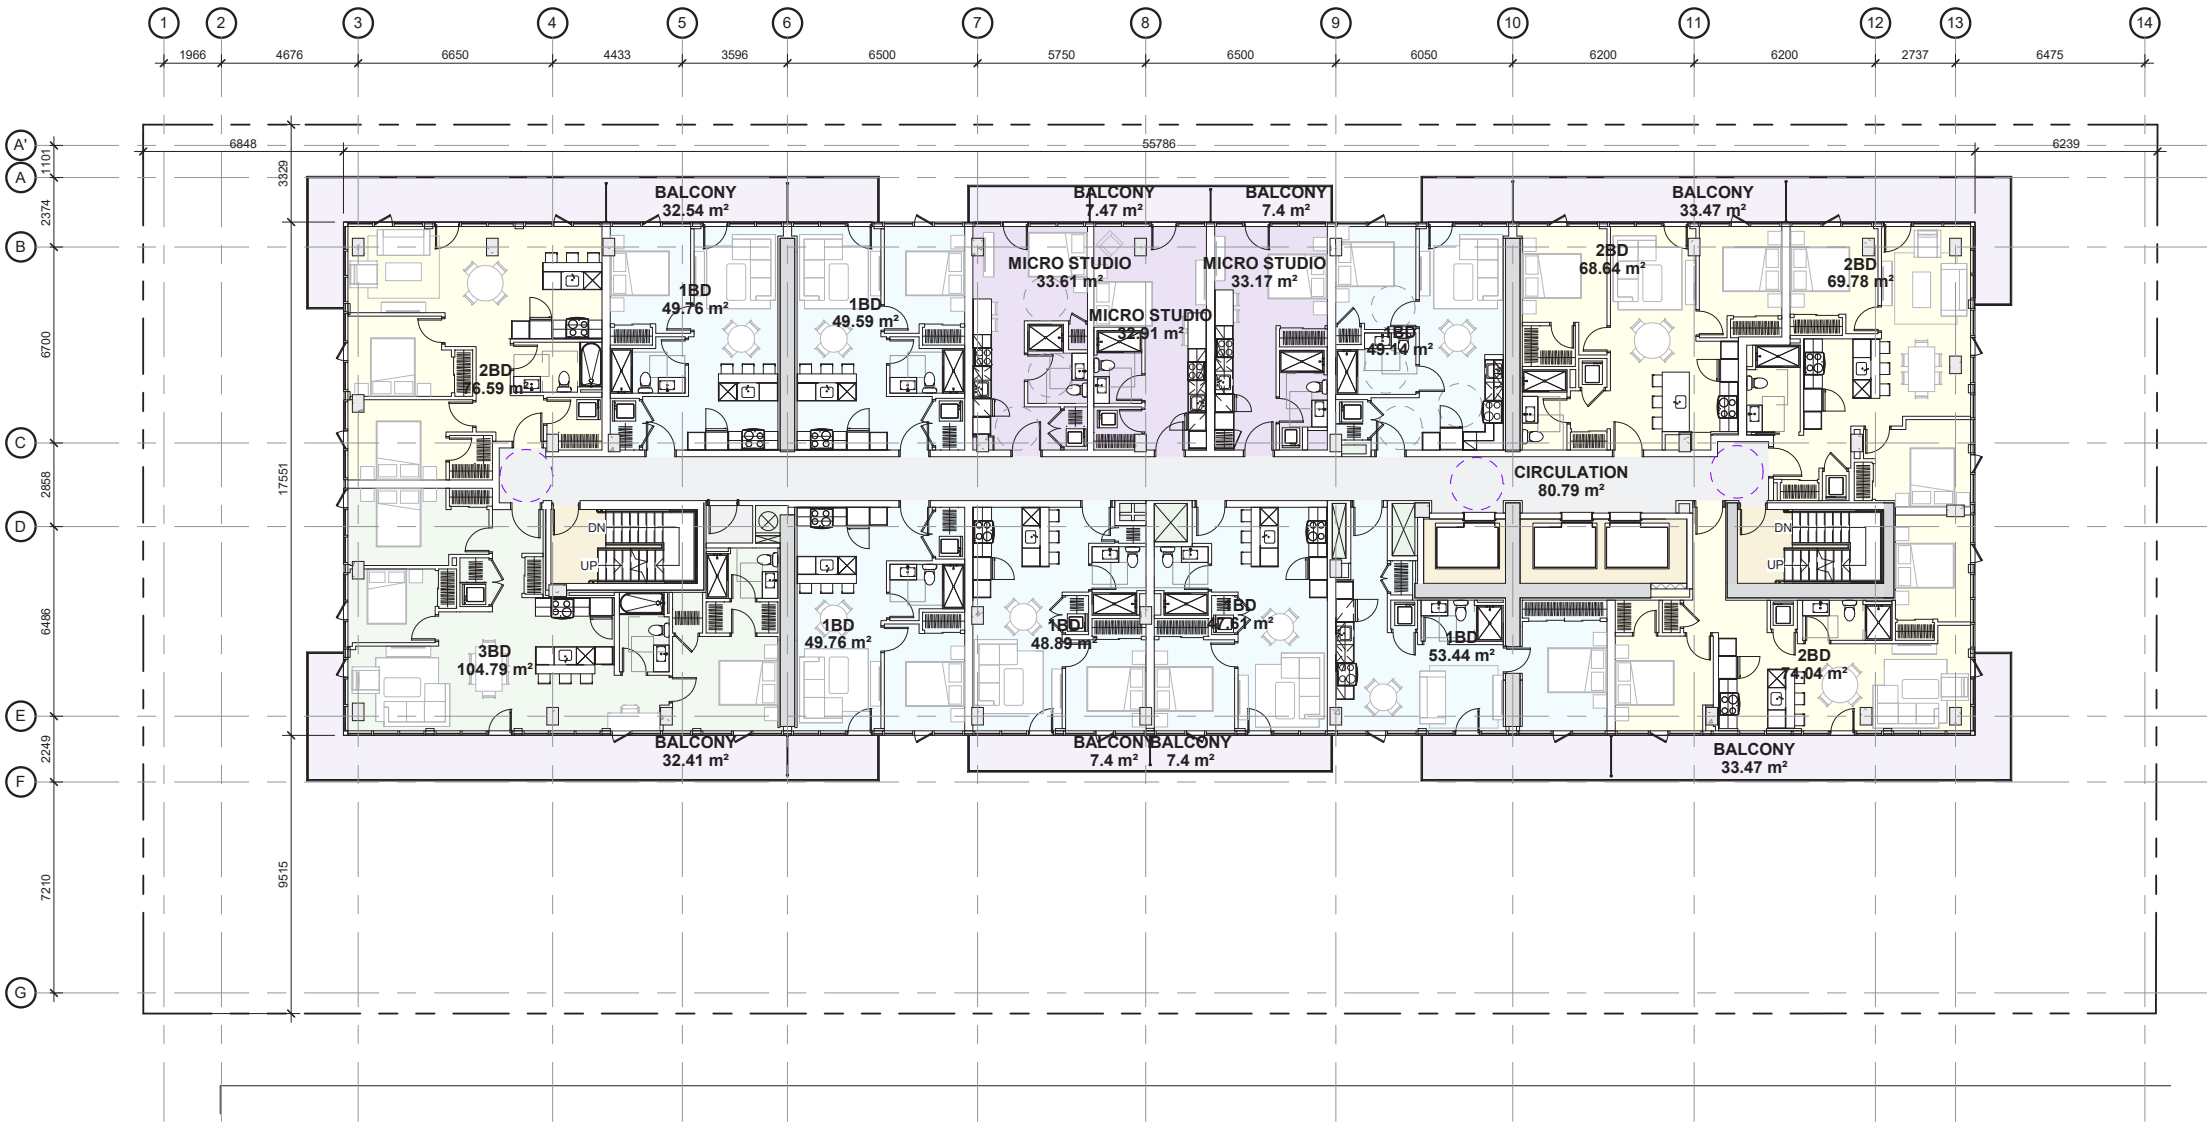 1 2 3 4 5 6 7 8 9 10 11 12 13 14
1966 4676 6650 4433 3596 6500 5750 6500 6050 6200 6200 2737 6475
A'
6848 55786 6239
1101
3329
A
2374
B
6700
C
2858
17551
D
6486
E
2249
F
7210
9515
G
BALCONY
32.54 m²
BALCONY
7.47 m²
BALCONY
7.4 m²
BALCONY
33.47 m²
2BD
76.59 m²
1BD
49.76 m²
1BD
49.59 m²
MICRO STUDIO
33.61 m²
MICRO STUDIO
32.91 m²
MICRO STUDIO
33.17 m²
1BD
49.14 m²
2BD
68.64 m²
2BD
69.78 m²
CIRCULATION
80.79 m²
DN
UP
DN
UP
3BD
104.79 m²
1BD
49.76 m²
1BD
48.89 m²
1BD
47.61 m²
1BD
53.44 m²
2BD
74.04 m²
BALCONY
32.41 m²
BALCONY
7.4 m²
BALCONY
7.4 m²
BALCONY
33.47 m²